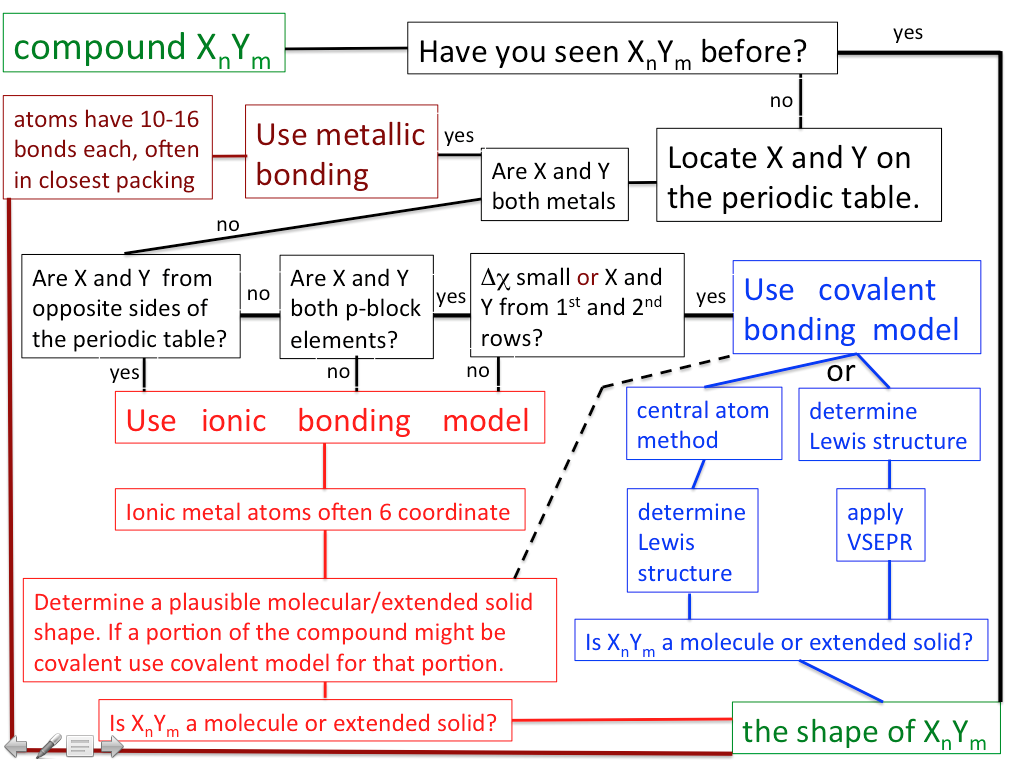 compound XₙYₘ
Have you seen XₙYₘ before?
yes
no
atoms have 10-16
bonds each, often
in closest packing
Use metallic
bonding
yes
Are X and Y
both metals
Locate X and Y on
the periodic table.
no
Are X and Y from
opposite sides of
the periodic table?
no
Are X and Y
both p-block
elements?
yes
Δχ small or X and
Y from 1st and 2nd
rows?
yes
Use covalent
bonding model
yes
no
no
or
Use ionic bonding model
central atom
method
determine
Lewis structure
Ionic metal atoms often 6 coordinate
determine
Lewis
structure
apply
VSEPR
Determine a plausible molecular/extended solid
shape. If a portion of the compound might be
covalent use covalent model for that portion.
Is XₙYₘ a molecule or extended solid?
Is XₙYₘ a molecule or extended solid?
the shape of XₙYₘ